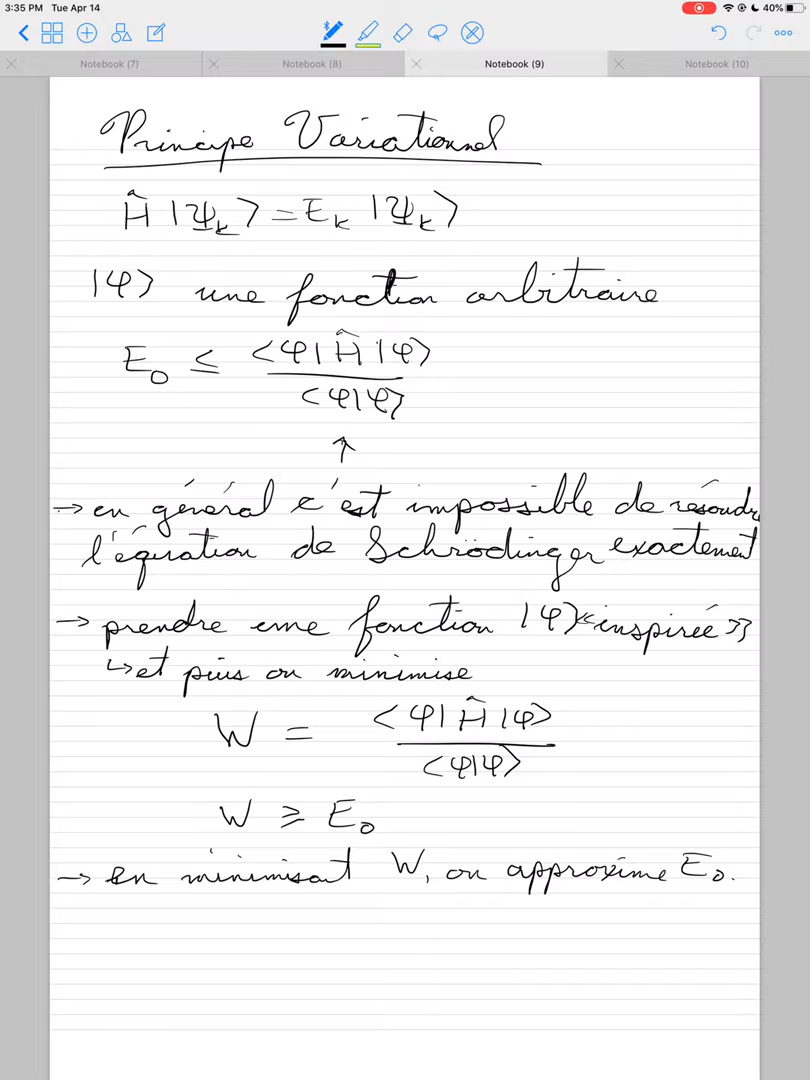 3:35 PM Tue Apr 14
40%
Notebook (7) Notebook (8) Notebook (9) Notebook (10)
Principe Variationnel
Ĥ |Ψₖ⟩ = Eₖ |Ψₖ⟩
|φ⟩ une fonction arbitraire
E₀ ≤ ⟨φ| Ĥ |φ⟩
⟨φ|φ⟩
↑
→ en général c'est impossible de résoudre
l'équation de Schrödinger exactement
→ prendre une fonction |φ⟩ «inspirée»
↳ et puis on minimise
W = ⟨φ| Ĥ |φ⟩
⟨φ|φ⟩
W ≥ E₀
→ En minimisant W, on approxime E₀.